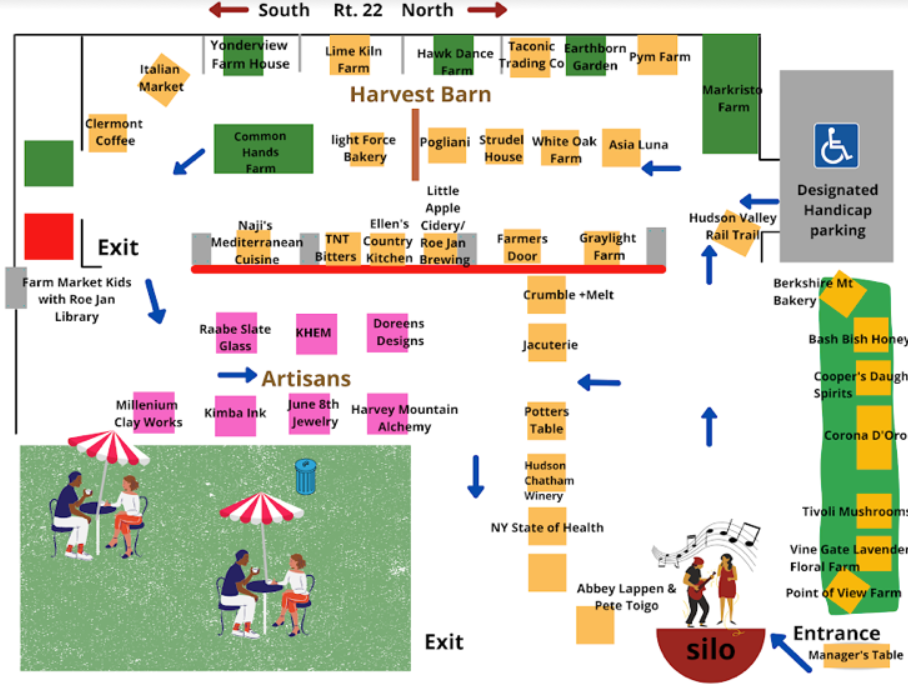 South Rt. 22 North
Yonderview
Farm House
Lime Kiln
Farm
Hawk Dance
Farm
Taconic
Trading Co
Earthborn
Garden
Pym Farm
Italian
Market
Markristo
Farm
Harvest Barn
Clermont
Coffee
Common
Hands
Farm
light Force
Bakery
Pogliani
Strudel
House
White Oak
Farm
Asia Luna
Designated
Handicap
parking
Little
Apple
Cidery/
Roe Jan
Brewing
Naji's
Mediterranean
Cuisine
TNT
Bitters
Ellen's
Country
Kitchen
Farmers
Door
Graylight
Farm
Hudson Valley
Rail Trail
Exit
Farm Market Kids
with Roe Jan
Library
Crumble +Melt
Berkshire Mt
Bakery
Raabe Slate
Glass
KHEM
Doreens
Designs
Jacuterie
Bash Bish Honey
Artisans
Cooper's Daugh
Spirits
Millenium
Clay Works
Kimba Ink
June 8th
Jewelry
Harvey Mountain
Alchemy
Potters
Table
Corona D'Oro
Hudson
Chatham
Winery
NY State of Health
Tivoli Mushrooms
Vine Gate Lavender
Floral Farm
Point of View Farm
Abbey Lappen &
Pete Toigo
Exit
silo
Entrance
Manager's Table